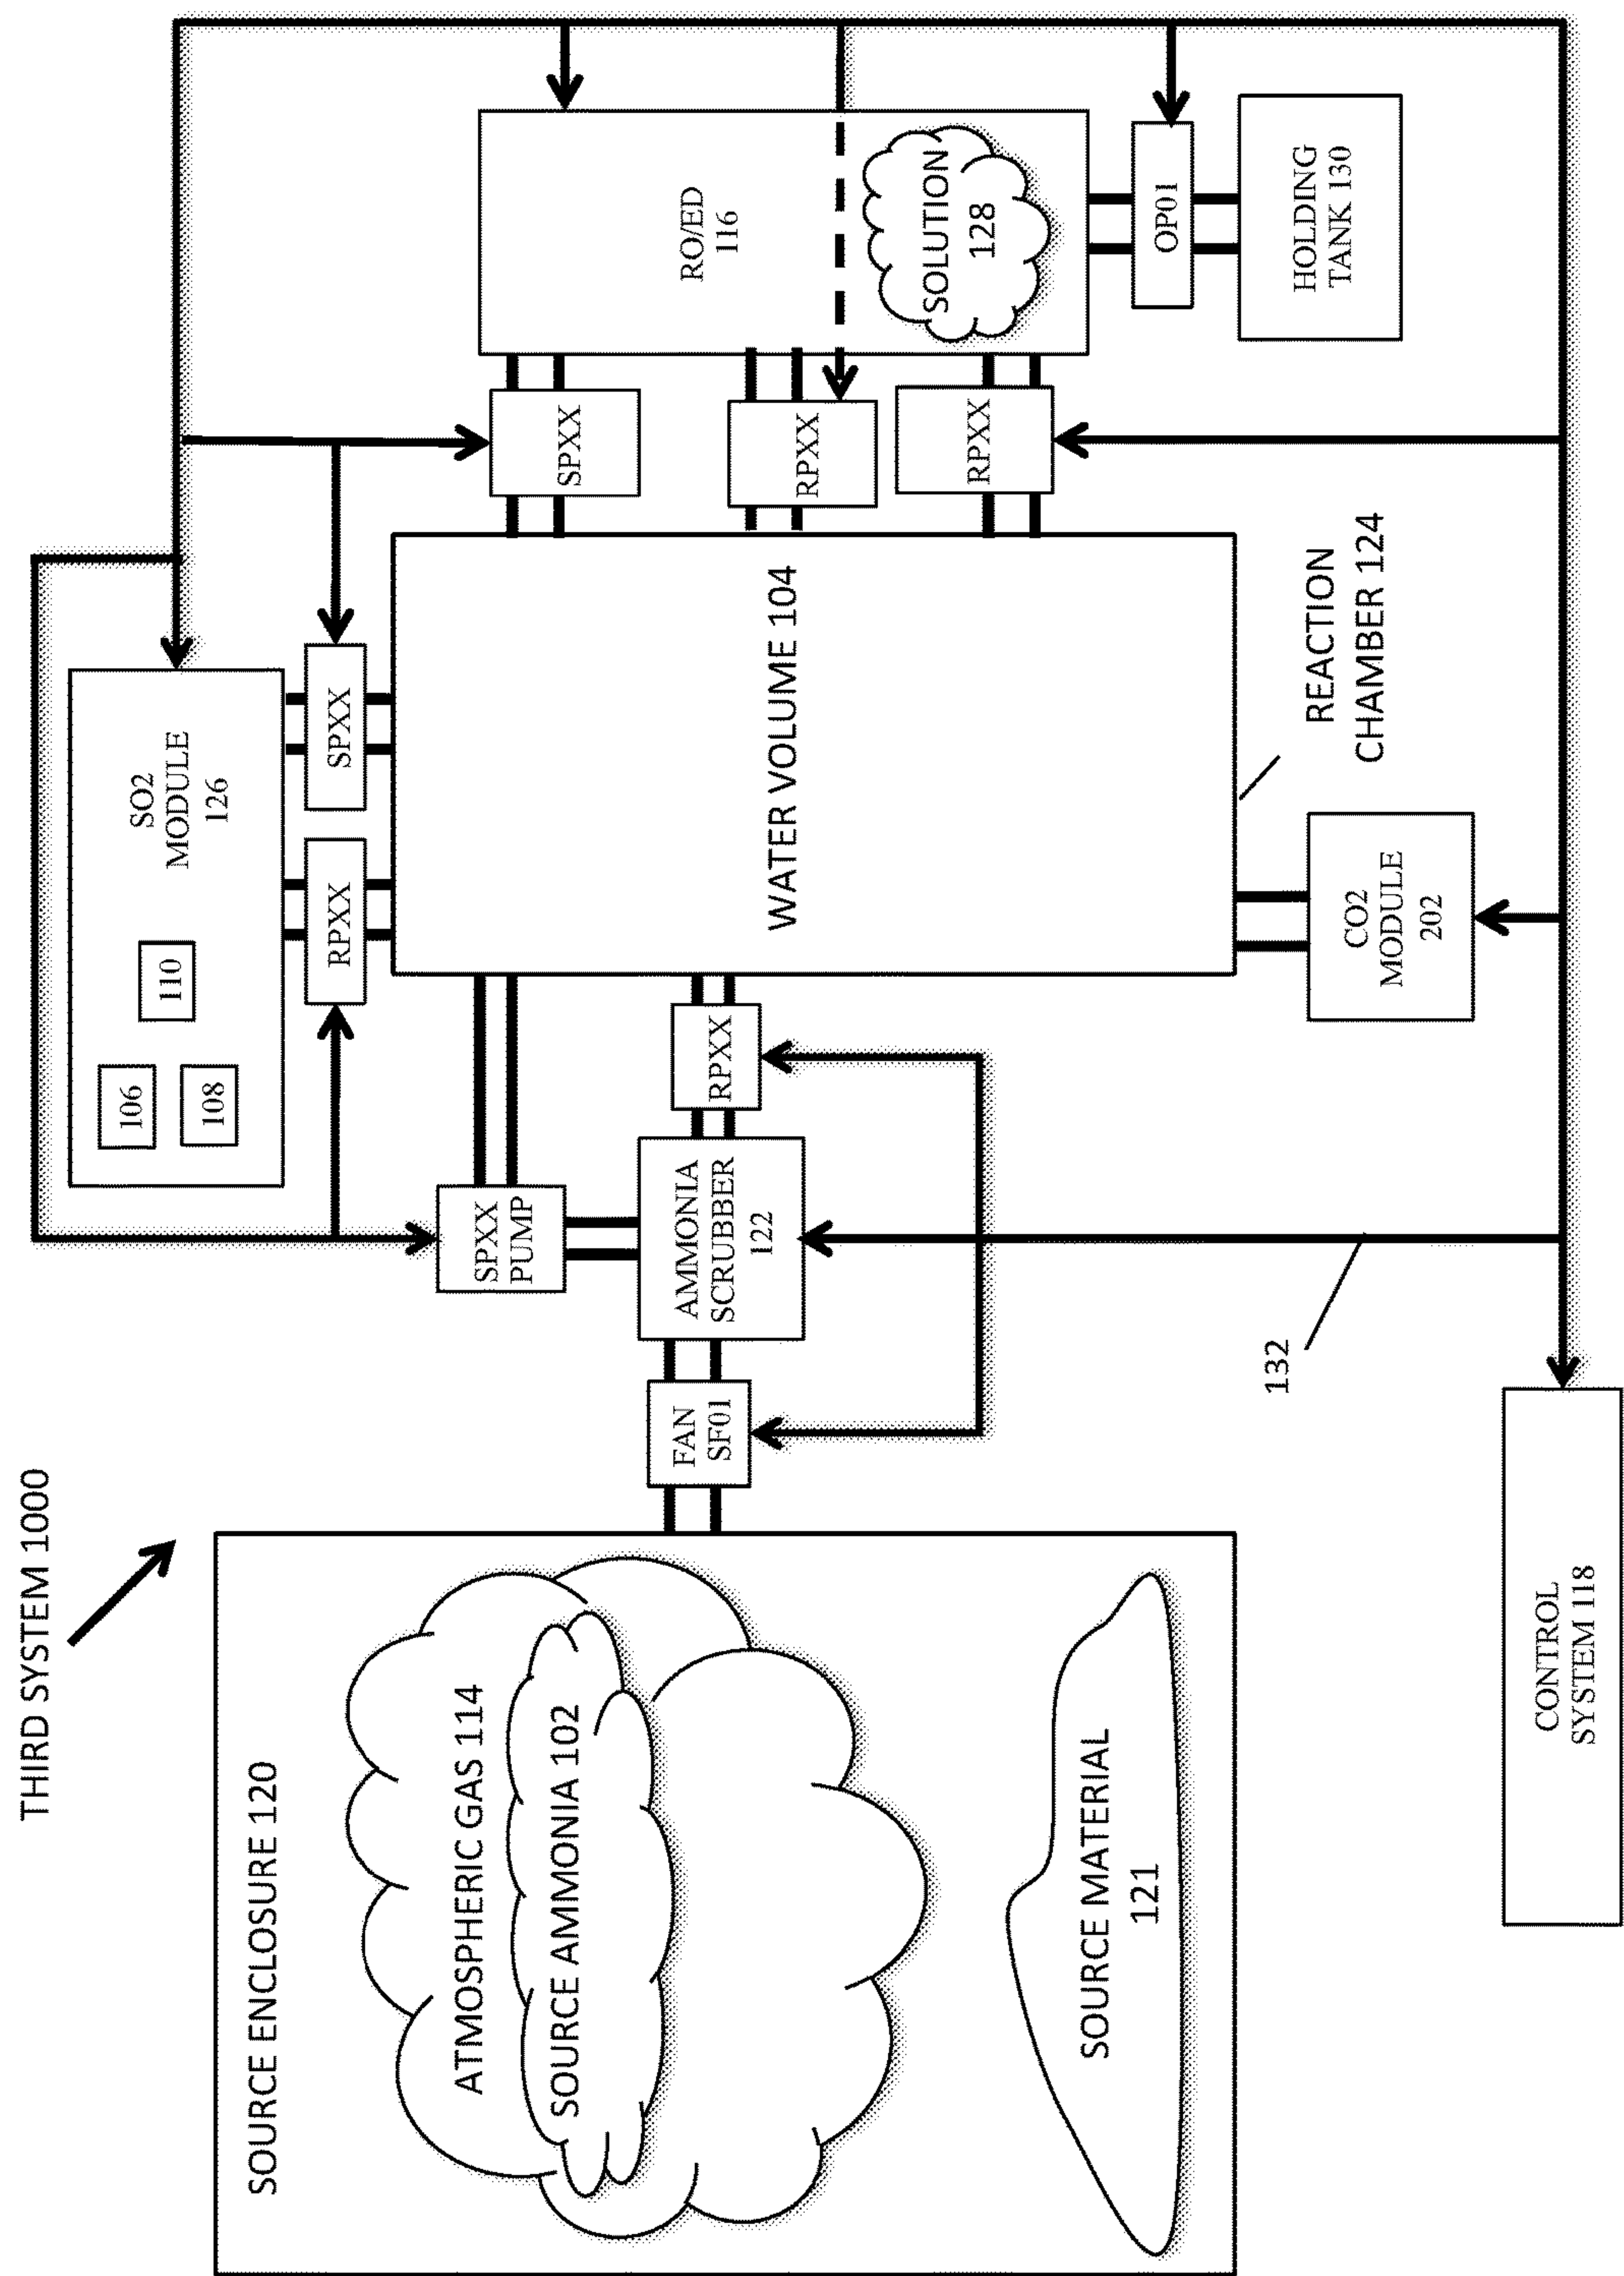 THIRD SYSTEM 1000
SOURCE ENCLOSURE 120
ATMOSPHERIC GAS 114
SOURCE AMMONIA 102
SOURCE MATERIAL
121
CONTROL
SYSTEM 118
FAN
SF01
SPXX
PUMP
AMMONIA
SCRUBBER
122
RPXX
132
SO2
MODULE
126
106
108
110
RPXX
SPXX
WATER VOLUME 104
REACTION
CHAMBER 124
CO2
MODULE
202
SPXX
RPXX
RPXX
RO/ED
116
SOLUTION
128
OP01
HOLDING
TANK 130